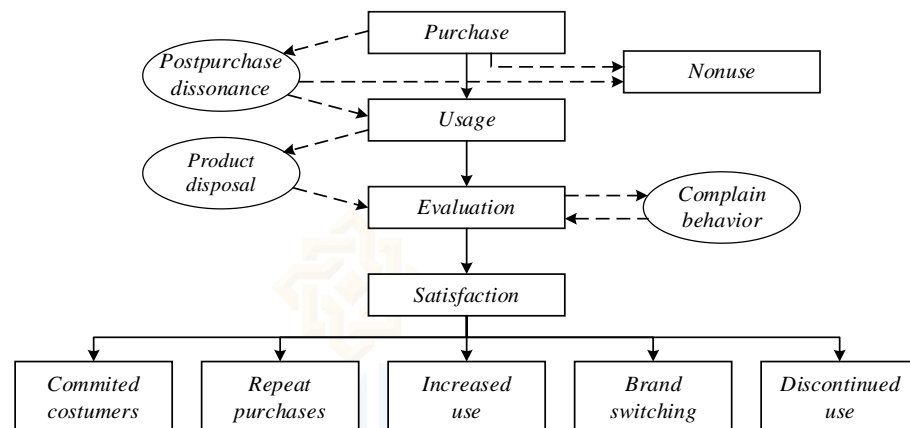 Purchase
Postpurchase
dissonance
Nonuse
Usage
Product
disposal
Evaluation
Complain
behavior
Satisfaction
Commited
costumers
Repeat
purchases
Increased
use
Brand
switching
Discontinued
use